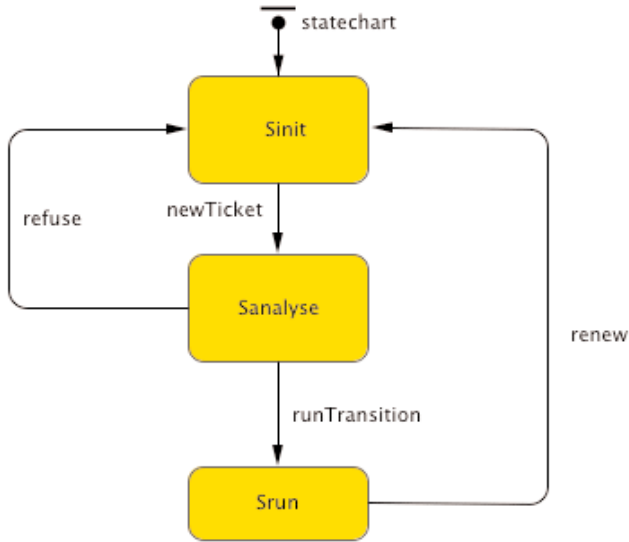 statechart
Sinit
newTicket
refuse
Sanalyse
renew
runTransition
Srun